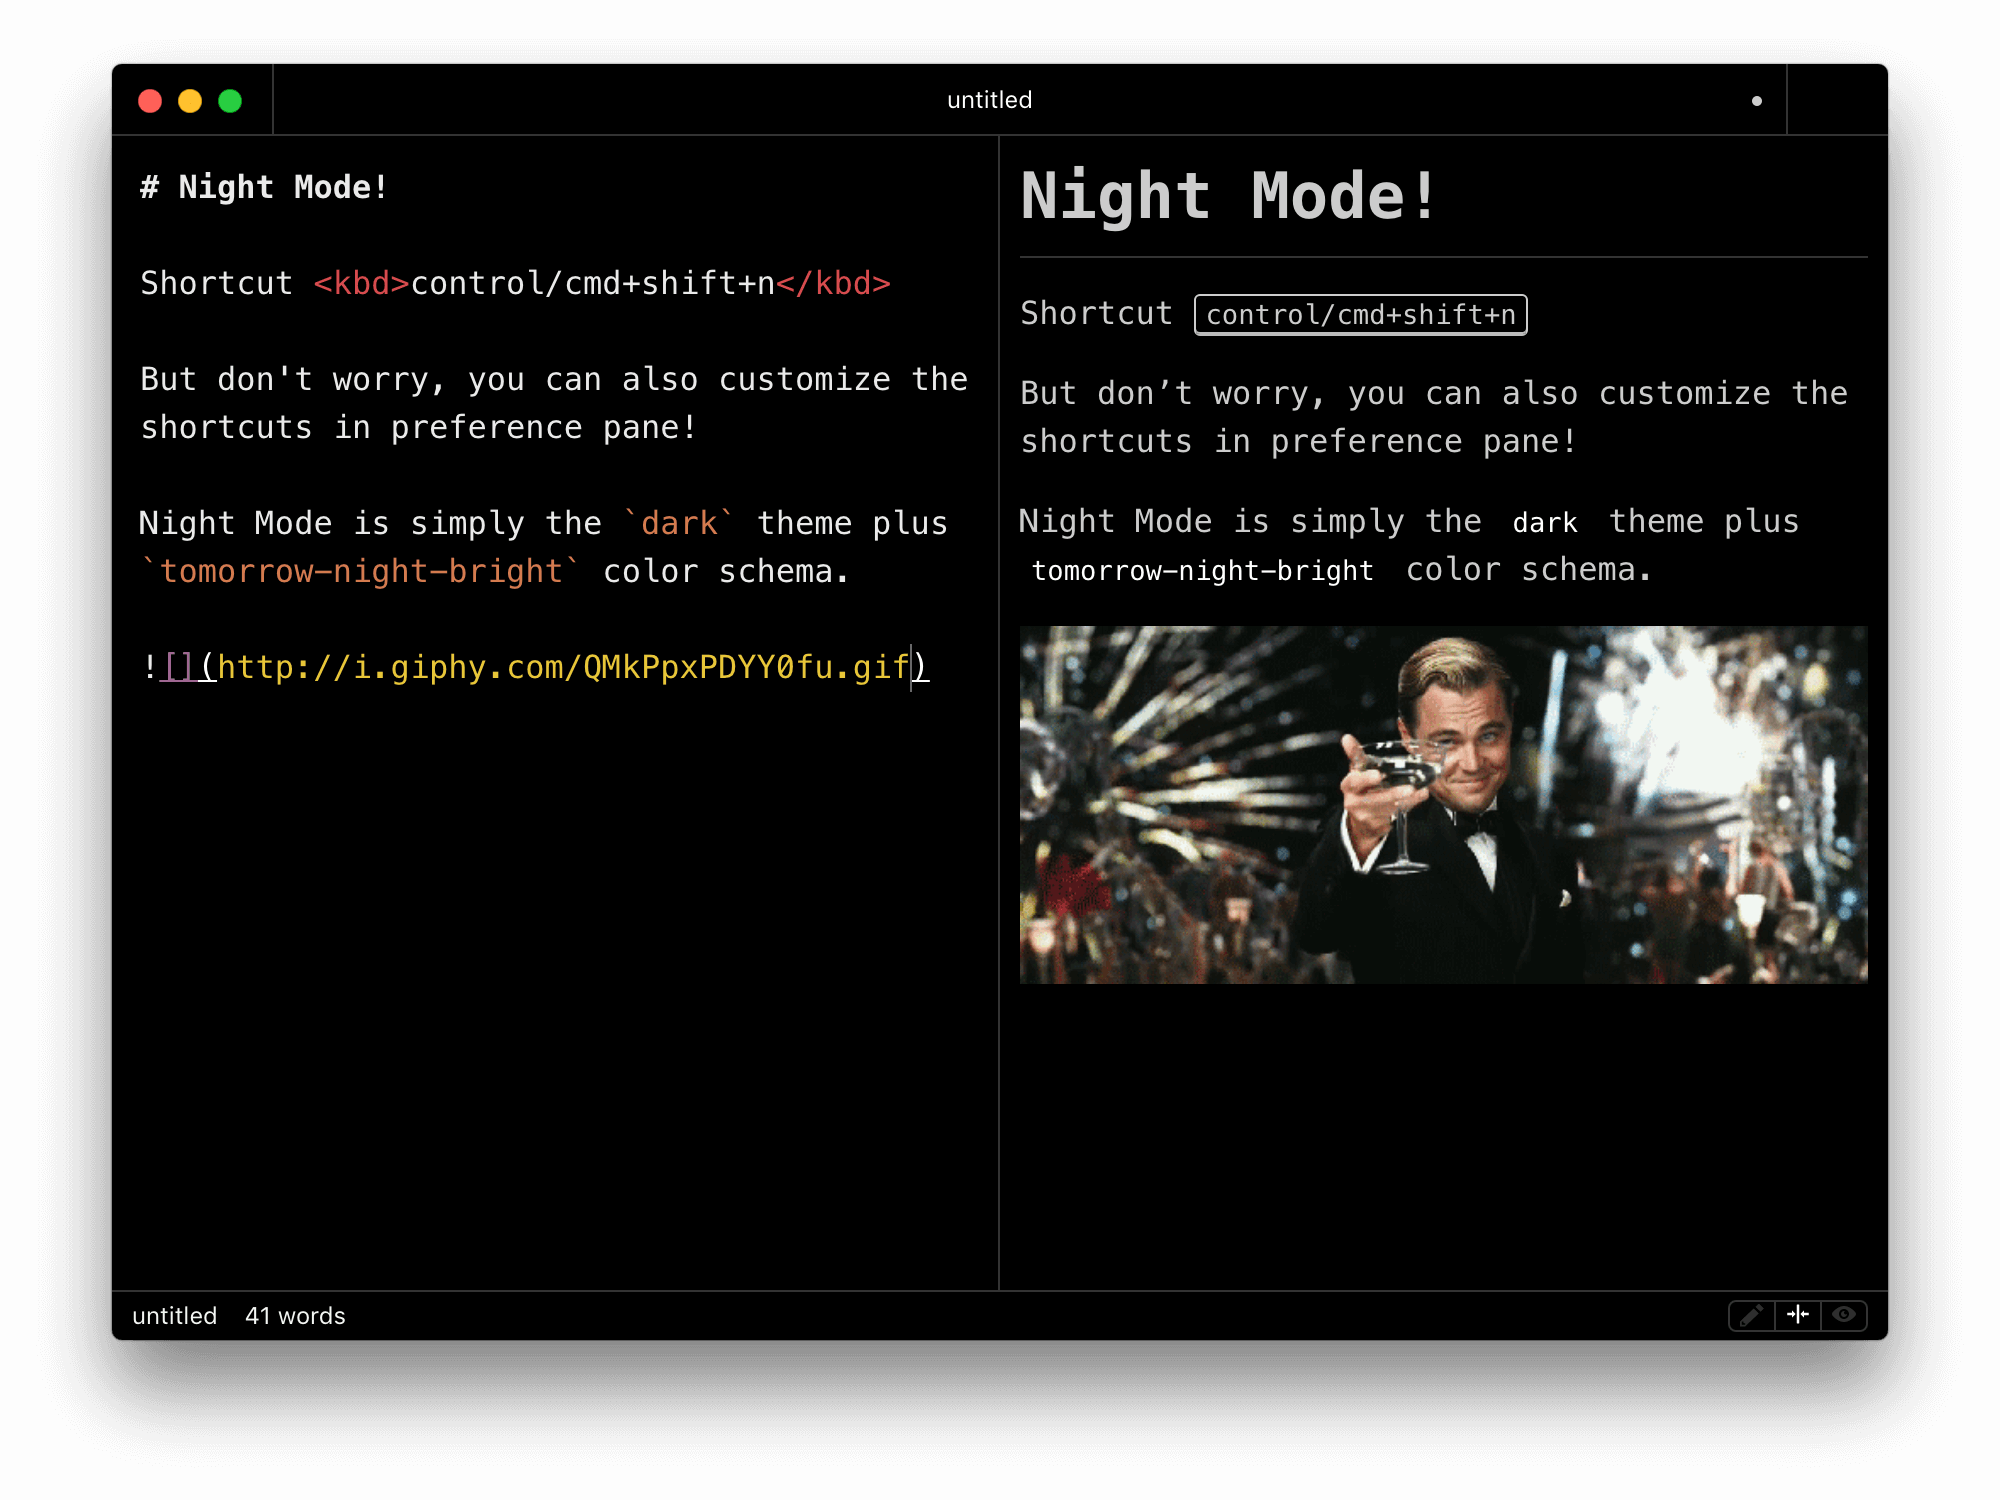 untitled
# Night Mode!
Shortcut <kbd>control/cmd+shift+n</kbd>
But don't worry, you can also customize the
shortcuts in preference pane!
Night Mode is simply the `dark` theme plus
`tomorrow-night-bright` color schema.
![](http://i.giphy.com/QMkPpxPDYY0fu.gif)
Night Mode!
Shortcut control/cmd+shift+n
But don’t worry, you can also customize the
shortcuts in preference pane!
Night Mode is simply the dark theme plus
tomorrow-night-bright color schema.
untitled 41 words